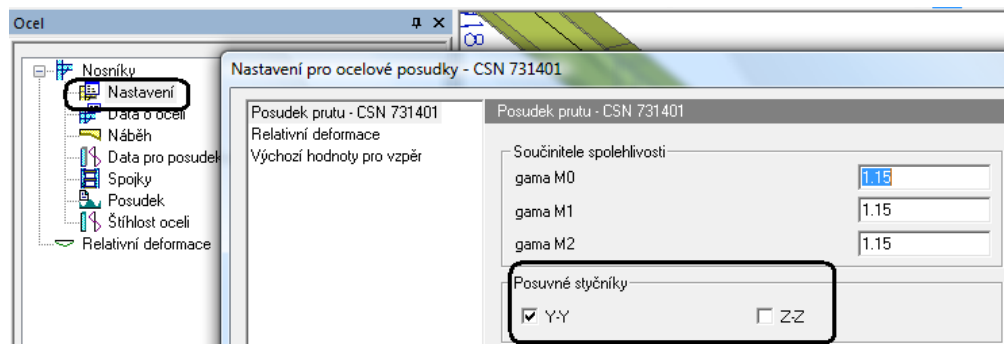 Ocel
Nosníky
Nastavení
Data o oceli
Náběh
Data pro posudek
Spojky
Posudek
Štíhlost oceli
Relativní deformace
Nastavení pro ocelové posudky - CSN 731401
Posudek prutu - CSN 731401
Relativní deformace
Výchozí hodnoty pro vzpěr
Posudek prutu - CSN 731401
Součinitele spolehlivosti
gama M0 1.15
gama M1 1.15
gama M2 1.15
Posuvné styčníky
Y-Y Z-Z